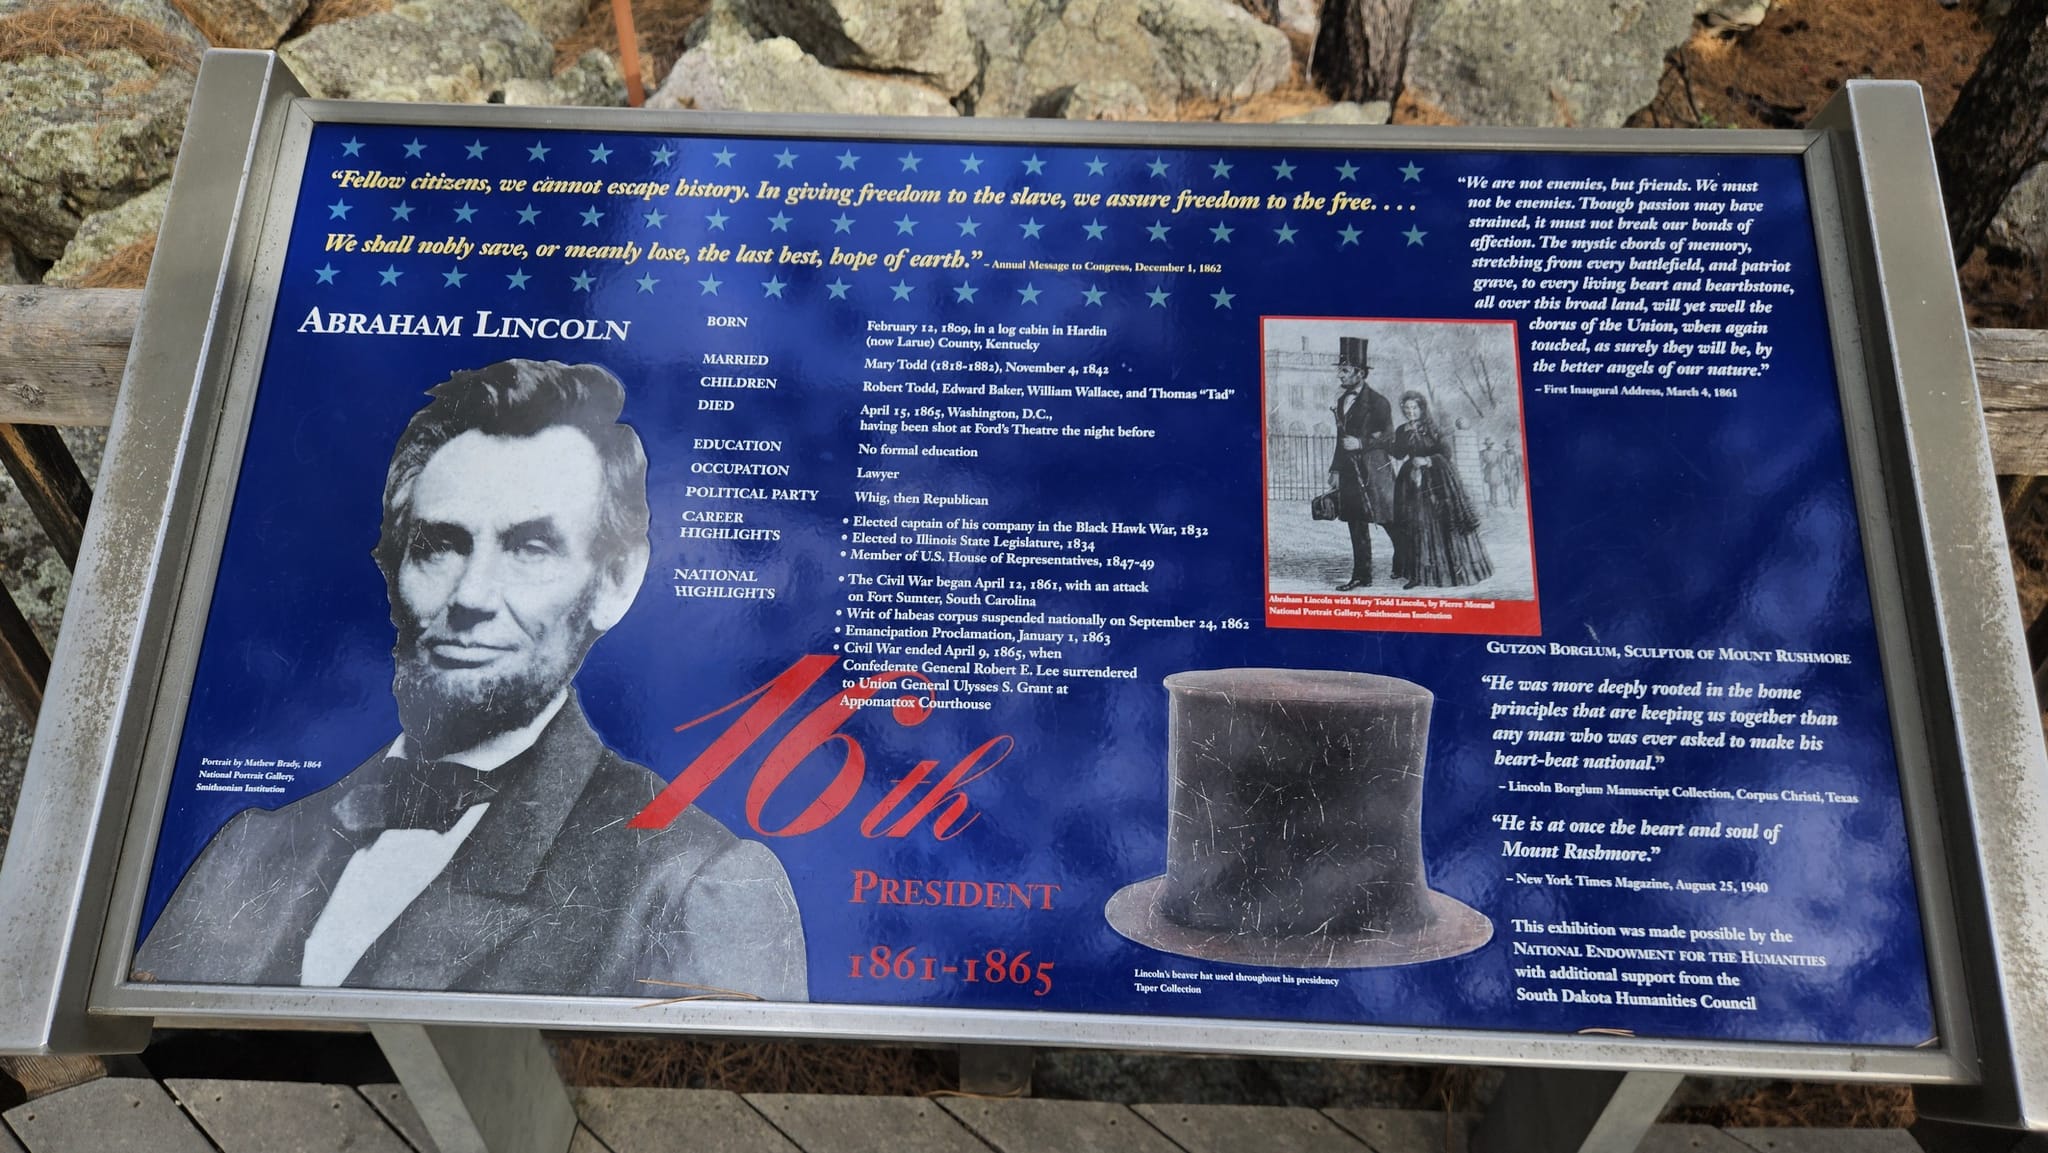 “Fellow citizens, we cannot escape history. In giving freedom to the slave, we assure freedom to the free. . . .
We shall nobly save, or meanly lose, the last best, hope of earth.” – Annual Message to Congress, December 1, 1862
ABRAHAM LINCOLN
BORN
February 12, 1809, in a log cabin in Hardin
(now Larue) County, Kentucky
MARRIED
Mary Todd (1818-1882), November 4, 1842
CHILDREN
Robert Todd, Edward Baker, William Wallace, and Thomas “Tad”
DIED
April 15, 1865, Washington, D.C.,
having been shot at Ford’s Theatre the night before
EDUCATION
No formal education
OCCUPATION
Lawyer
POLITICAL PARTY
Whig, then Republican
CAREER
HIGHLIGHTS
• Elected captain of his company in the Black Hawk War, 1832
• Elected to Illinois State Legislature, 1834
• Member of U.S. House of Representatives, 1847-49
NATIONAL
HIGHLIGHTS
• The Civil War began April 12, 1861, with an attack
on Fort Sumter, South Carolina
• Writ of habeas corpus suspended nationally on September 24, 1862
• Emancipation Proclamation, January 1, 1863
• Civil War ended April 9, 1865, when
Confederate General Robert E. Lee surrendered
to Union General Ulysses S. Grant at
Appomattox Courthouse
Portrait by Mathew Brady, 1864
National Portrait Gallery,
Smithsonian Institution
16th
PRESIDENT
1861-1865
“We are not enemies, but friends. We must
not be enemies. Though passion may have
strained, it must not break our bonds of
affection. The mystic chords of memory,
stretching from every battlefield, and patriot
grave, to every living heart and hearthstone,
all over this broad land, will yet swell the
chorus of the Union, when again
touched, as surely they will be, by
the better angels of our nature.”
– First Inaugural Address, March 4, 1861
Abraham Lincoln with Mary Todd Lincoln, by Pierre Morand
National Portrait Gallery, Smithsonian Institution
Lincoln’s beaver hat used throughout his presidency
Taper Collection
GUTZON BORGLUM, SCULPTOR OF MOUNT RUSHMORE
“He was more deeply rooted in the home
principles that are keeping us together than
any man who was ever asked to make his
heart-beat national.”
– Lincoln Borglum Manuscript Collection, Corpus Christi, Texas
“He is at once the heart and soul of
Mount Rushmore.”
– New York Times Magazine, August 25, 1940
This exhibition was made possible by the
NATIONAL ENDOWMENT FOR THE HUMANITIES
with additional support from the
South Dakota Humanities Council